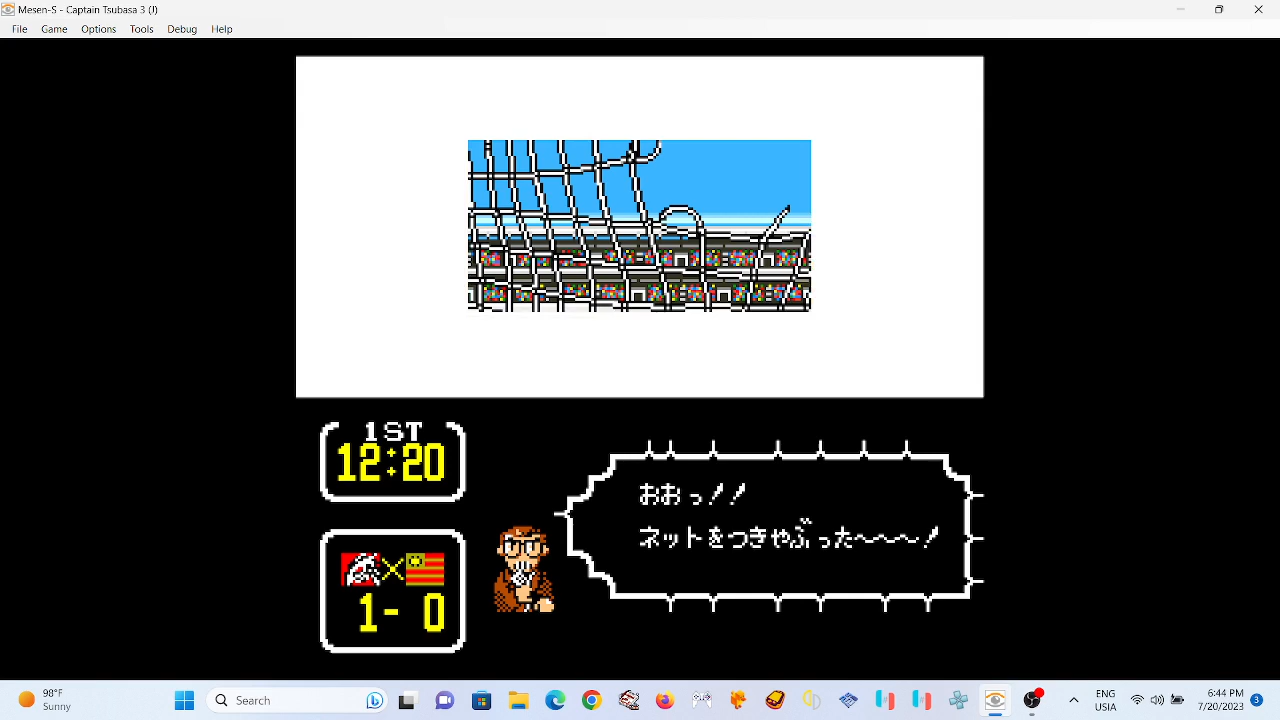 Mesen-S - Captain Tsubasa 3 (J)
File Game Options Tools Debug Help
1ST
12:20
1- 0
おおっ!!
ネットをつきやぶった~~~!
98°F
Sunny
Search
ENG
USIA
6:44 PM
7/20/2023
3